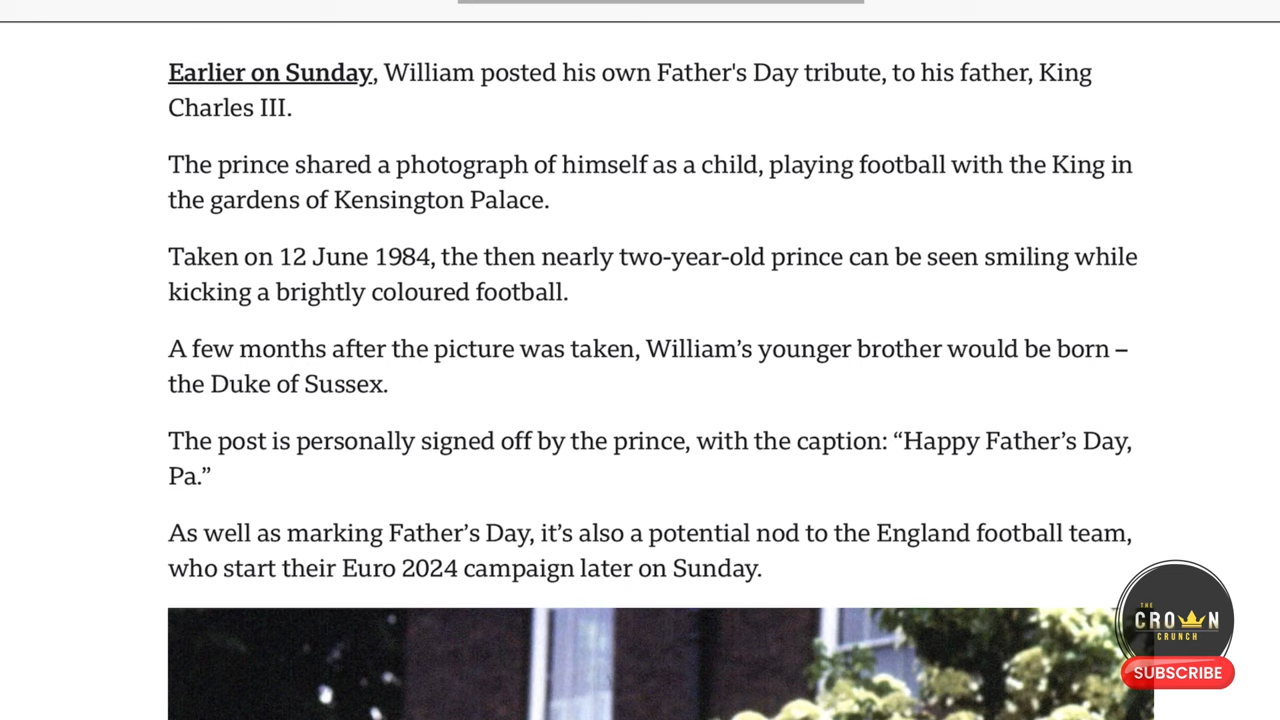 Earlier on Sunday, William posted his own Father's Day tribute, to his father, King
Charles III.
The prince shared a photograph of himself as a child, playing football with the King in
the gardens of Kensington Palace.
Taken on 12 June 1984, the then nearly two-year-old prince can be seen smiling while
kicking a brightly coloured football.
A few months after the picture was taken, William’s younger brother would be born –
the Duke of Sussex.
The post is personally signed off by the prince, with the caption: “Happy Father’s Day,
Pa.”
As well as marking Father’s Day, it’s also a potential nod to the England football team,
who start their Euro 2024 campaign later on Sunday.
THE
CROWN
CRUNCH
SUBSCRIBE